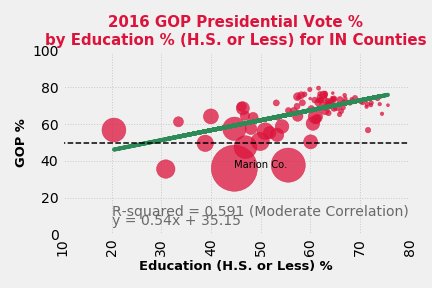 2016 GOP Presidential Vote %
by Education % (H.S. or Less) for IN Counties
100
80
60
40
20
0
GOP %
Marion Co.
R-squared = 0.591 (Moderate Correlation)
y = 0.54x + 35.15
10
20
30
40
50
60
70
80
Education (H.S. or Less) %